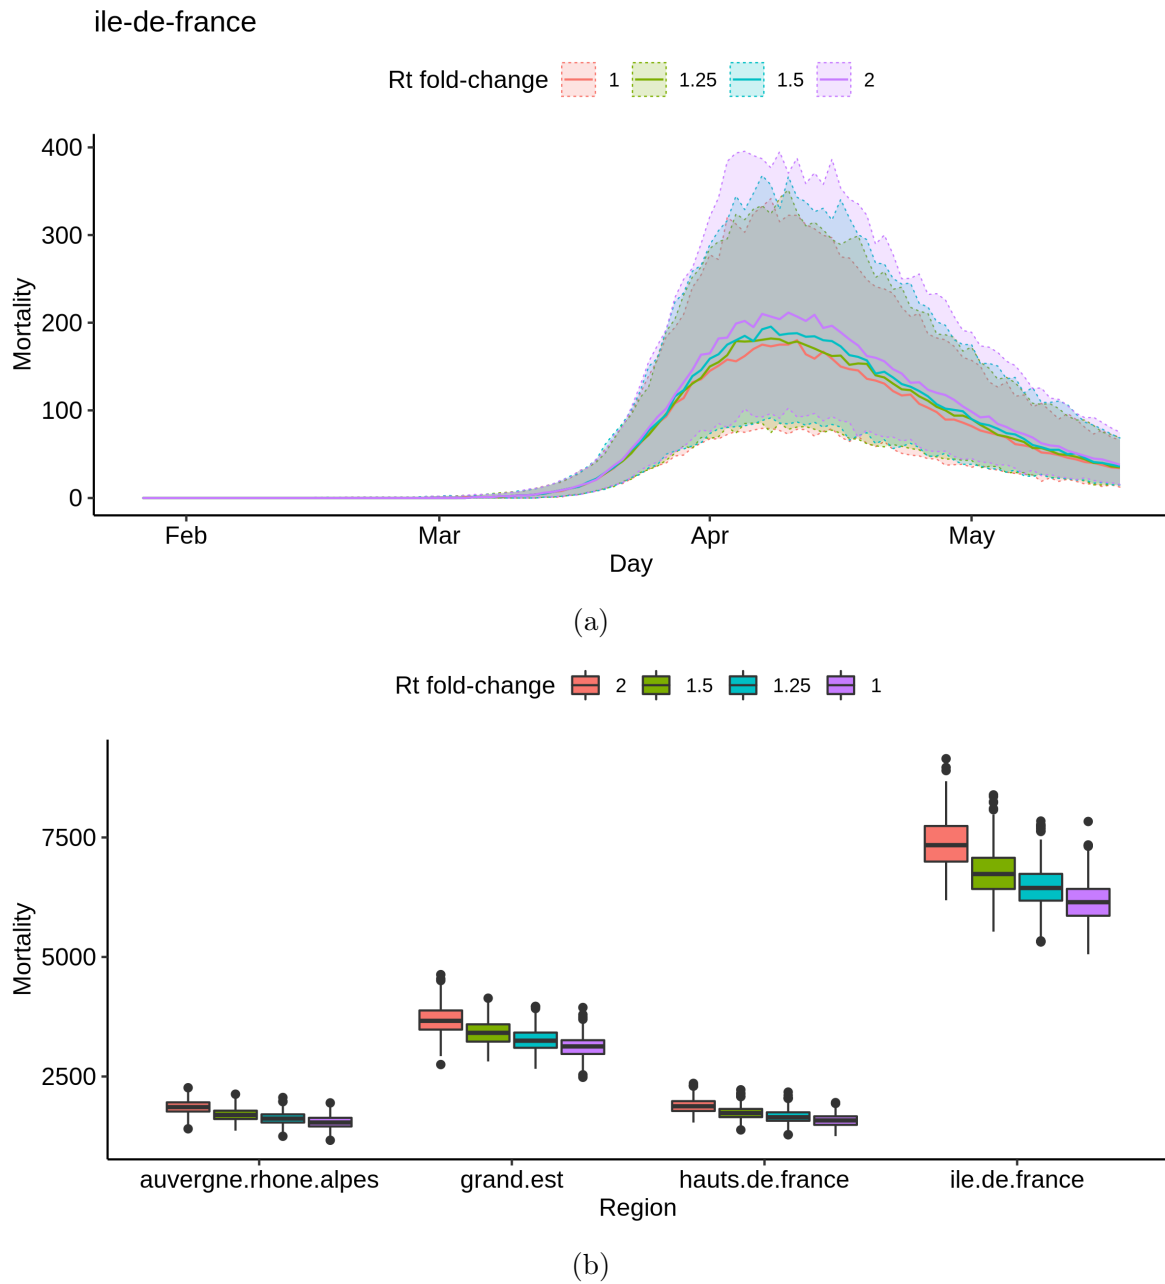 ile-de-france
Rt fold-change 1 1.25 1.5 2
400
300
200
100
0
Mortality
Feb Mar Apr May
Day
(a)
Rt fold-change 2 1.5 1.25 1
7500
5000
2500
Mortality
auvergne.rhone.alpes grand.est hauts.de.france ile.de.france
Region
(b)